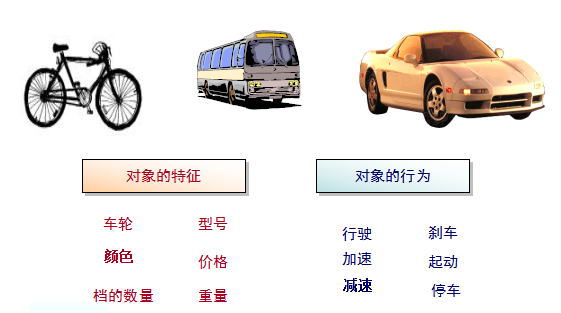 对象的特征
对象的行为
车轮
型号
颜色
价格
档的数量
重量
行驶
刹车
加速
起动
减速
停车